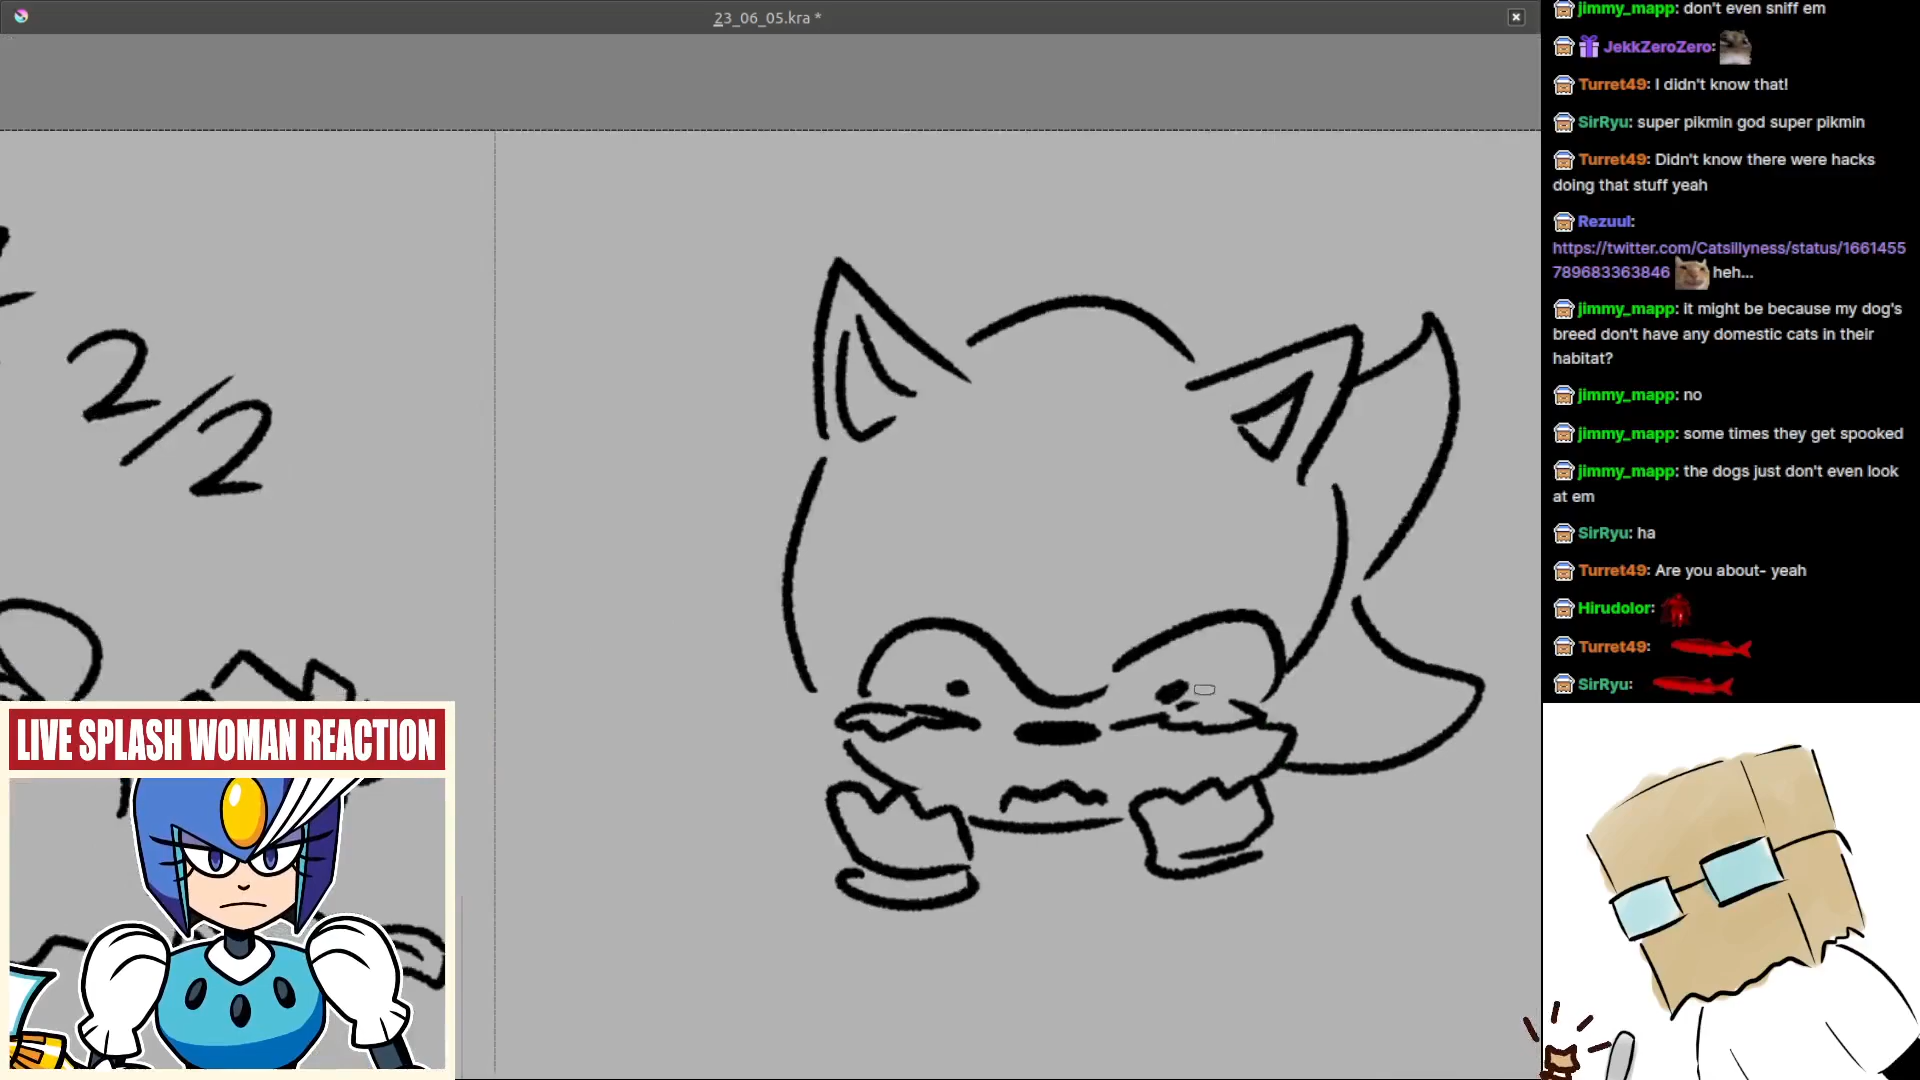 23_06_05.kra *
2/2
LIVE SPLASH WOMAN REACTION
jimmy_mapp: don't even sniff em
JekkZeroZero:
Turret49: I didn't know that!
SirRyu: super pikmin god super pikmin
Turret49: Didn't know there were hacks
doing that stuff yeah
Rezuul:
https://twitter.com/Catsillyness/status/1661455
789683363846 heh...
jimmy_mapp: it might be because my dog's
breed don't have any domestic cats in their
habitat?
jimmy_mapp: no
jimmy_mapp: some times they get spooked
jimmy_mapp: the dogs just don't even look
at em
SirRyu: ha
Turret49: Are you about- yeah
Hirudolor:
Turret49:
SirRyu: